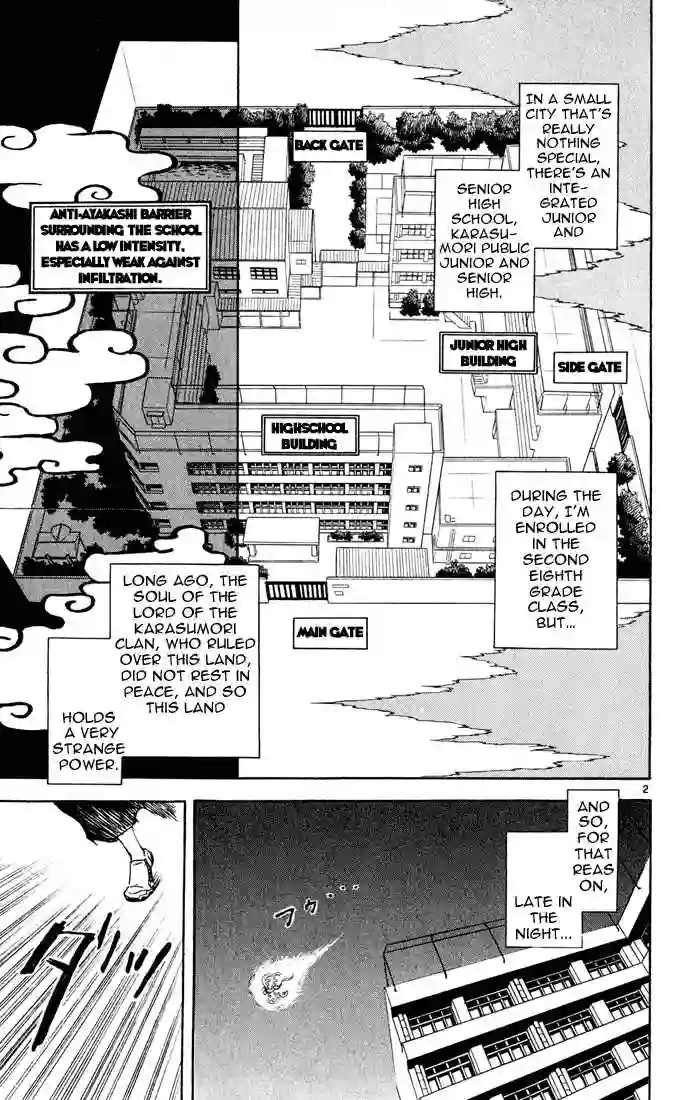 IN A SMALL
CITY THAT'S
REALLY
NOTHING
SPECIAL,
THERE'S AN
INTE-
GRATED
JUNIOR
AND
SENIOR
HIGH
SCHOOL,
KARASU-
MORI PUBLIC
JUNIOR AND
SENIOR
HIGH.
BACK GATE
ANTI-AYAKASHI BARRIER
SURROUNDING THE SCHOOL
HAS A LOW INTENSITY,
ESPECIALLY WEAK AGAINST
INFILTRATION.
JUNIOR HIGH
BUILDING
SIDE GATE
HIGHSCHOOL
BUILDING
DURING THE
DAY, I'M
ENROLLED
IN THE
SECOND
EIGHTH
GRADE
CLASS,
BUT...
MAIN GATE
LONG AGO, THE
SOUL OF THE
LORD OF THE
KARASUMORI
CLAN, WHO RULED
OVER THIS LAND,
DID NOT REST IN
PEACE, AND SO
THIS LAND
HOLDS
A VERY
STRANGE
POWER.
2
AND
SO,
FOR
THAT
REAS
ON,
LATE IN
THE
NIGHT...
フゥ...
ダッ